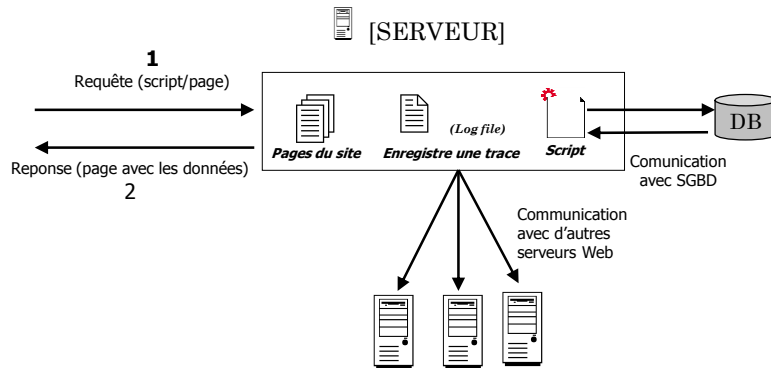 [SERVEUR]
1
Requête (script/page)
Reponse (page avec les données)
2
Pages du site
(Log file)
Enregistre une trace
Script
DB
Comunication
avec SGBD
Communication
avec d'autres
serveurs Web